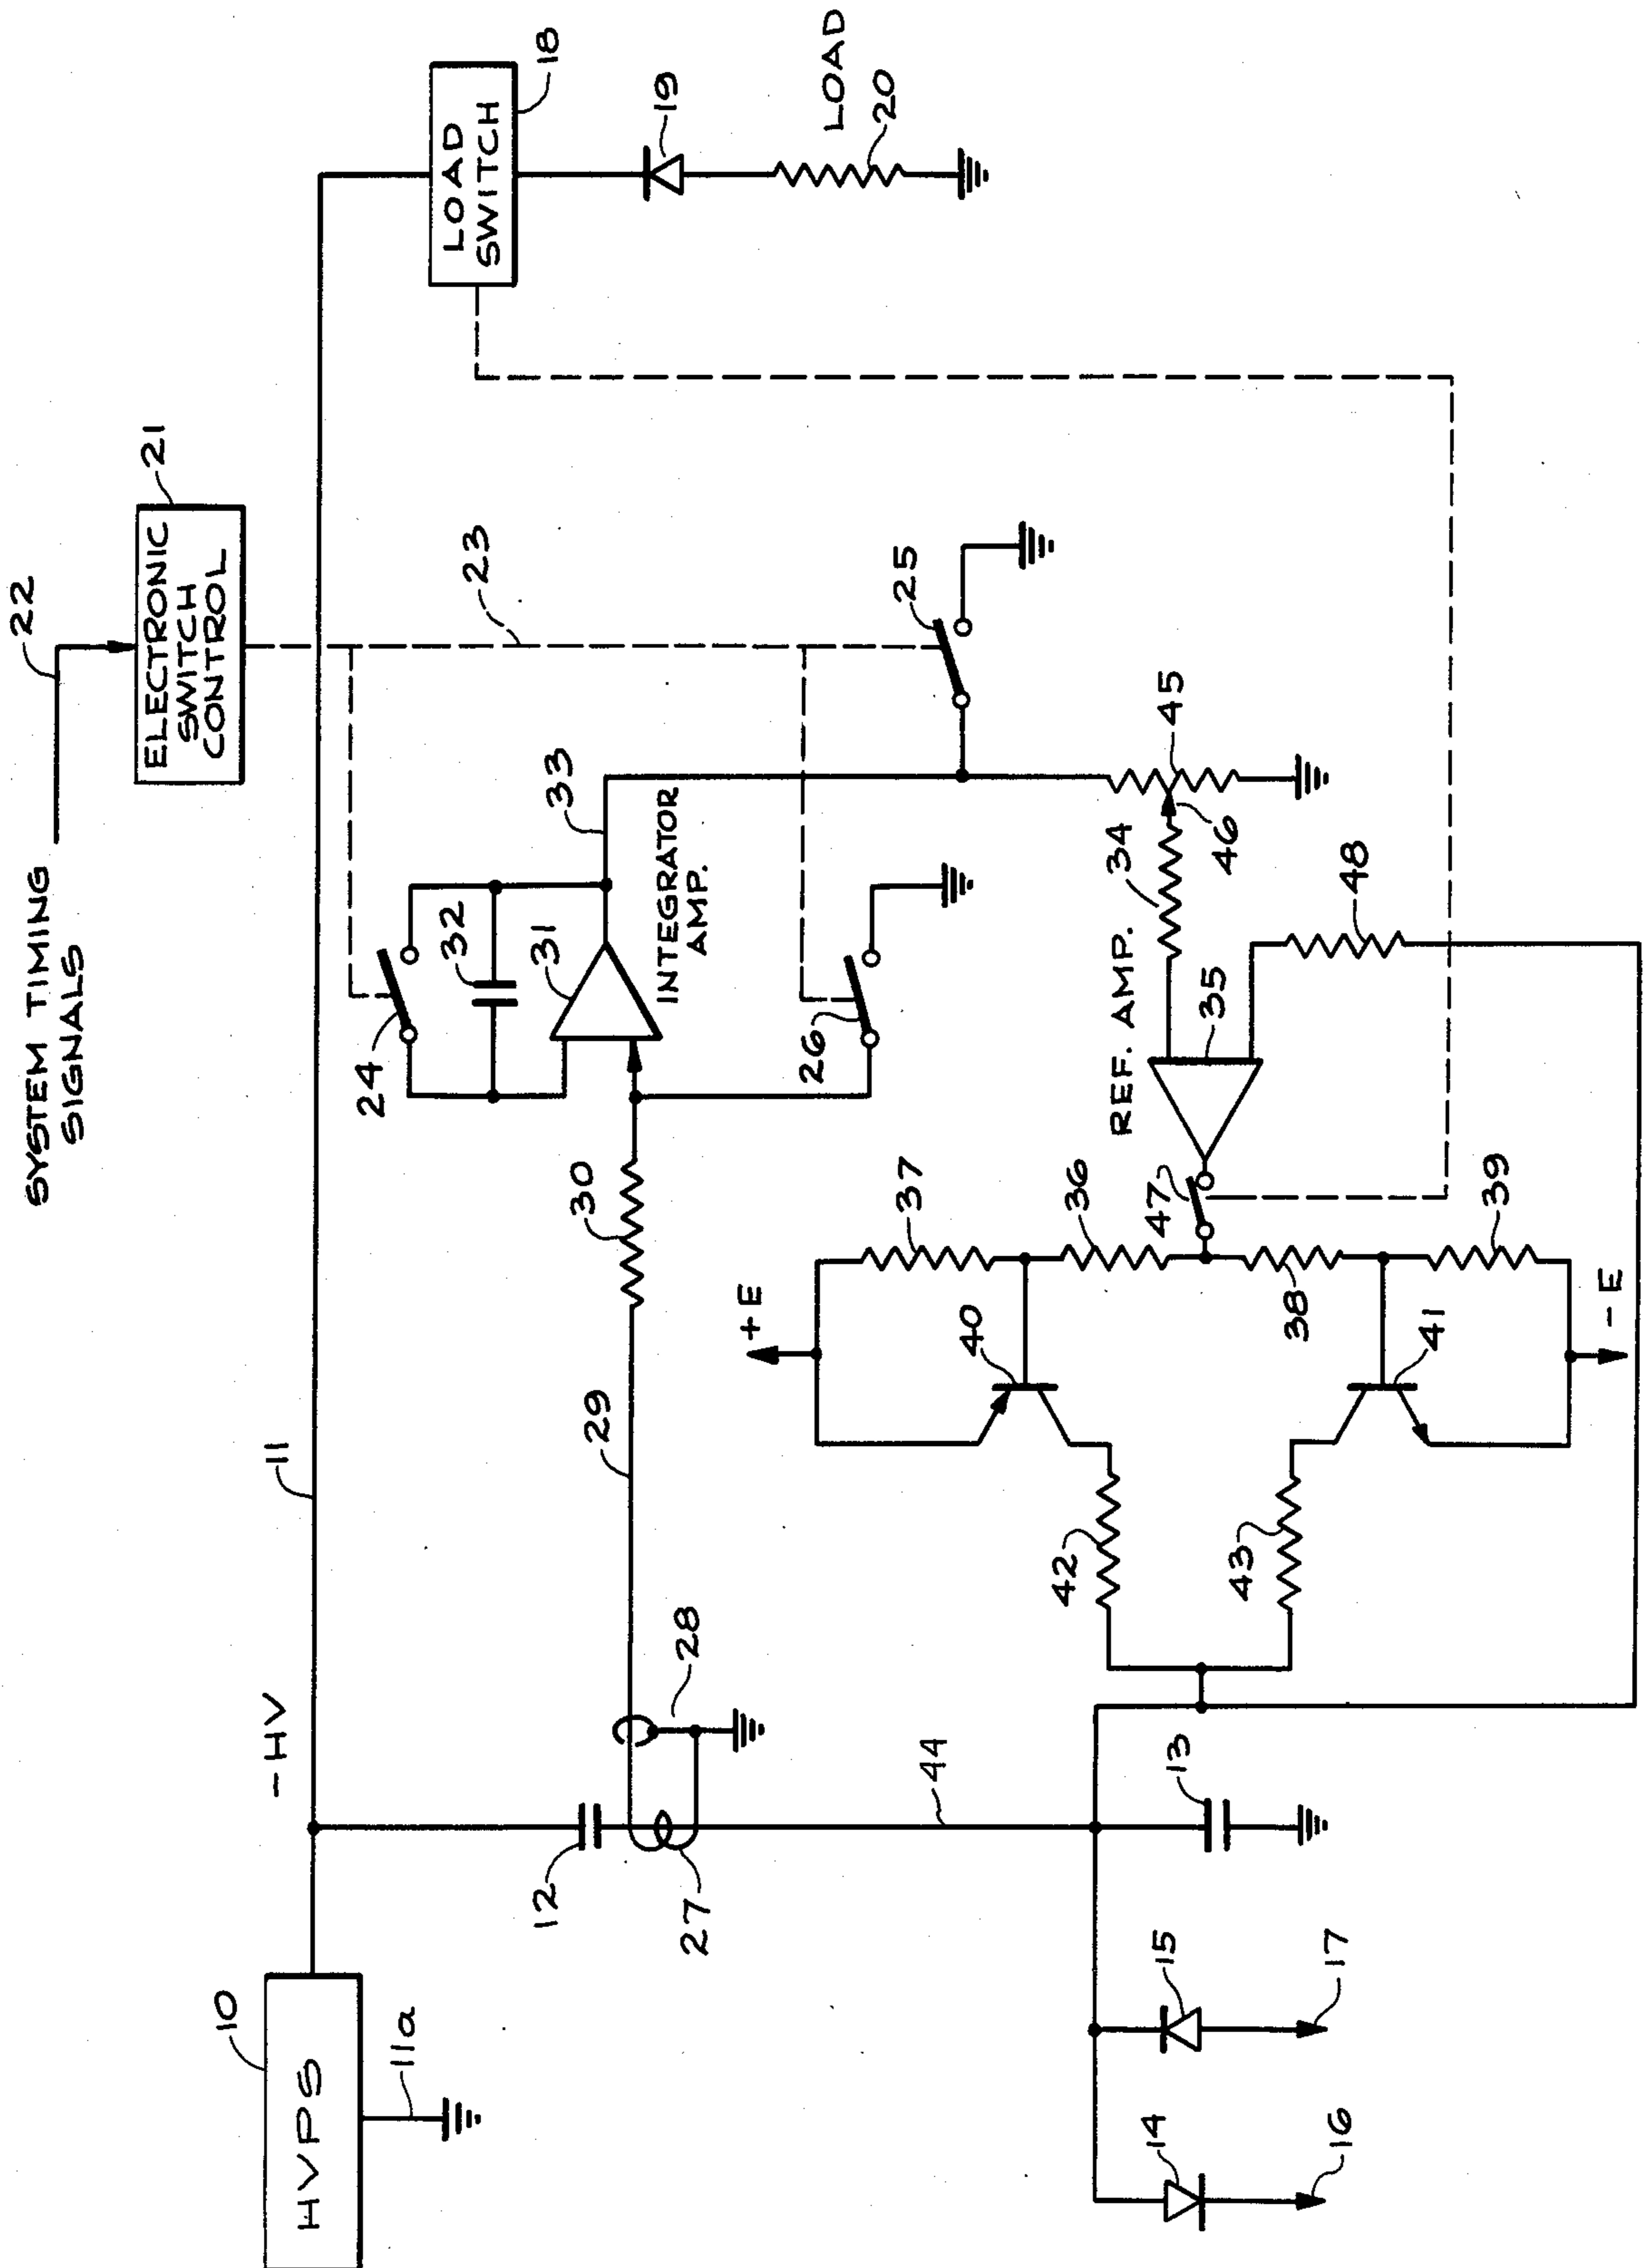 SYSTEM TIMING
SIGNALS
22
ELECTRONIC
SWITCH
CONTROL
21
10
HVPS
11a
-HV
11
LOAD
SWITCH
18
19
LOAD
20
23
24
32
31
33
INTEGRATOR
AMP.
26
25
12
27
28
29
30
44
13
14
15
16
17
+E
37
40
36
47
REF. AMP.
34
35
46
45
48
42
43
38
41
39
-E